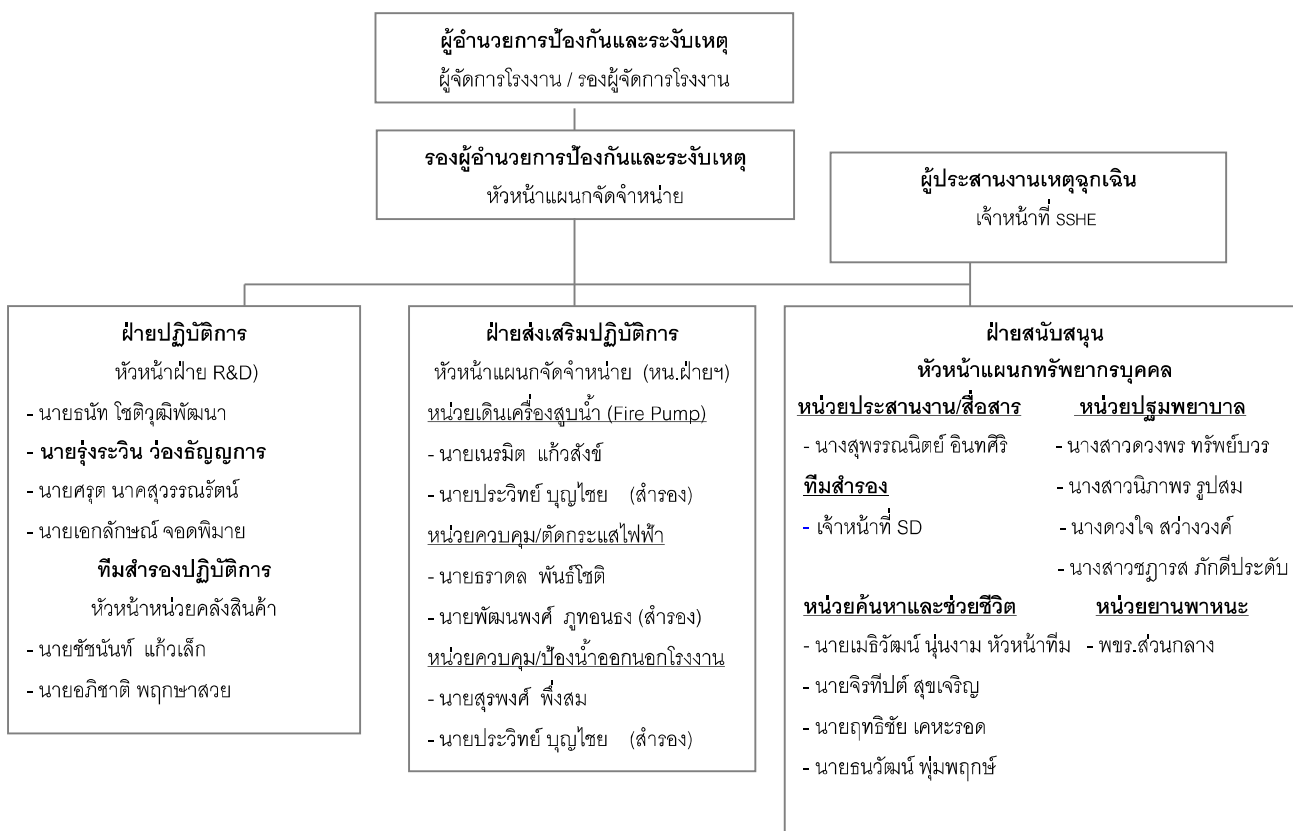 ผู้อำนวยการป้องกันและระงับเหตุ
ผู้จัดการโรงงาน / รองผู้จัดการโรงงาน
รองผู้อำนวยการป้องกันและระงับเหตุ
หัวหน้าแผนกจัดจำหน่าย
ผู้ประสานงานเหตุฉุกเฉิน
เจ้าหน้าที่ SSHE
ฝ่ายปฏิบัติการ
หัวหน้าฝ่าย R&D)
- นายธนัท โชติวุฒิพัฒนา
- นายรุ่งระวิน ว่องธัญญการ
- นายศรุต นาคสุวรรณรัตน์
- นายเอกลักษณ์ จอดพิมาย
ทีมสำรองปฏิบัติการ
หัวหน้าหน่วยคลังสินค้า
- นายชัชนันท์ แก้วเล็ก
- นายอภิชาติ พฤกษาสวย
ฝ่ายส่งเสริมปฏิบัติการ
หัวหน้าแผนกจัดจำหน่าย (หน.ฝ่ายฯ)
หน่วยเดินเครื่องสูบน้ำ (Fire Pump)
- นายเนรมิต แก้วสังข์
- นายประวิทย์ บุญไชย (สำรอง)
หน่วยควบคุม/ตัดกระแสไฟฟ้า
- นายธราดล พันธ์โชติ
- นายพัฒนพงศ์ ภูทอนธง (สำรอง)
หน่วยควบคุม/ป้องน้ำออกนอกโรงงาน
- นายสุรพงศ์ พึ่งสม
- นายประวิทย์ บุญไชย (สำรอง)
ฝ่ายสนับสนุน
หัวหน้าแผนกทรัพยากรบุคคล
หน่วยประสานงาน/สื่อสาร
- นางสุพรรณนิตย์ อินทศิริ
ทีมสำรอง
- เจ้าหน้าที่ SD
หน่วยปฐมพยาบาล
- นางสาวดวงพร ทรัพย์บวร
- นางสาวนิภาพร รูปสม
- นางดวงใจ สว่างวงค์
- นางสาวชฎารส ภักดีประดับ
หน่วยค้นหาและช่วยชีวิต
- นายเมธิวัฒน์ นุ่นงาม หัวหน้าทีม
- นายจิรทีปต์ สุขเจริญ
- นายฤทธิชัย เคหะรอด
- นายธนวัฒน์ พุ่มพฤกษ์
หน่วยยานพาหนะ
- พขร.ส่วนกลาง